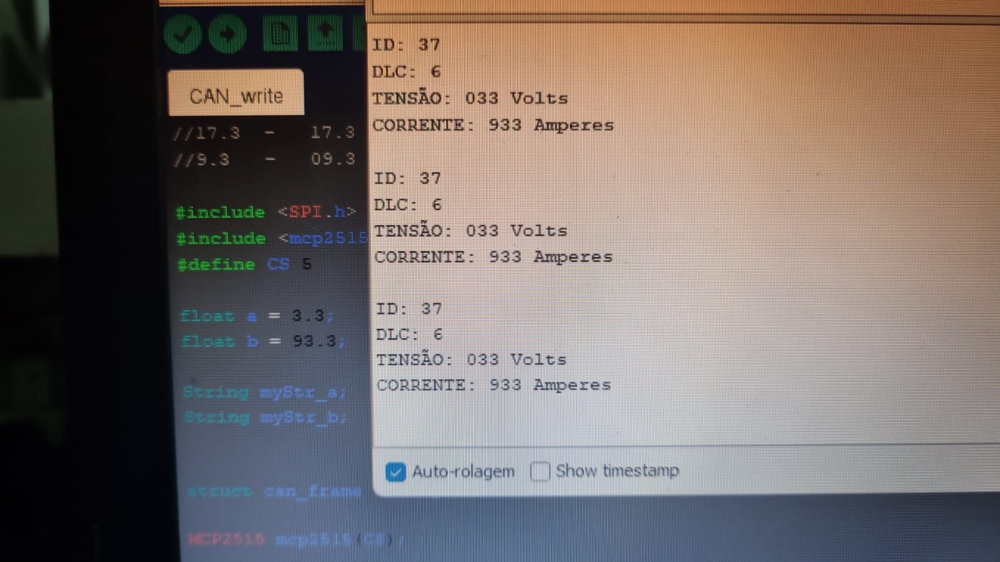 CAN_write
//17.3 - 17.3
//9.3 - 09.3
#include <SPI.h>
#include <mcp2515
#define CS 5
float a = 3.3;
float b = 93.3;
String myStr_a;
String myStr_b;
struct can_frame
MCP2515 mcp2515(CS);
ID: 37
DLC: 6
TENSÃO: 033 Volts
CORRENTE: 933 Amperes
ID: 37
DLC: 6
TENSÃO: 033 Volts
CORRENTE: 933 Amperes
ID: 37
DLC: 6
TENSÃO: 033 Volts
CORRENTE: 933 Amperes
Auto-rolagem Show timestamp